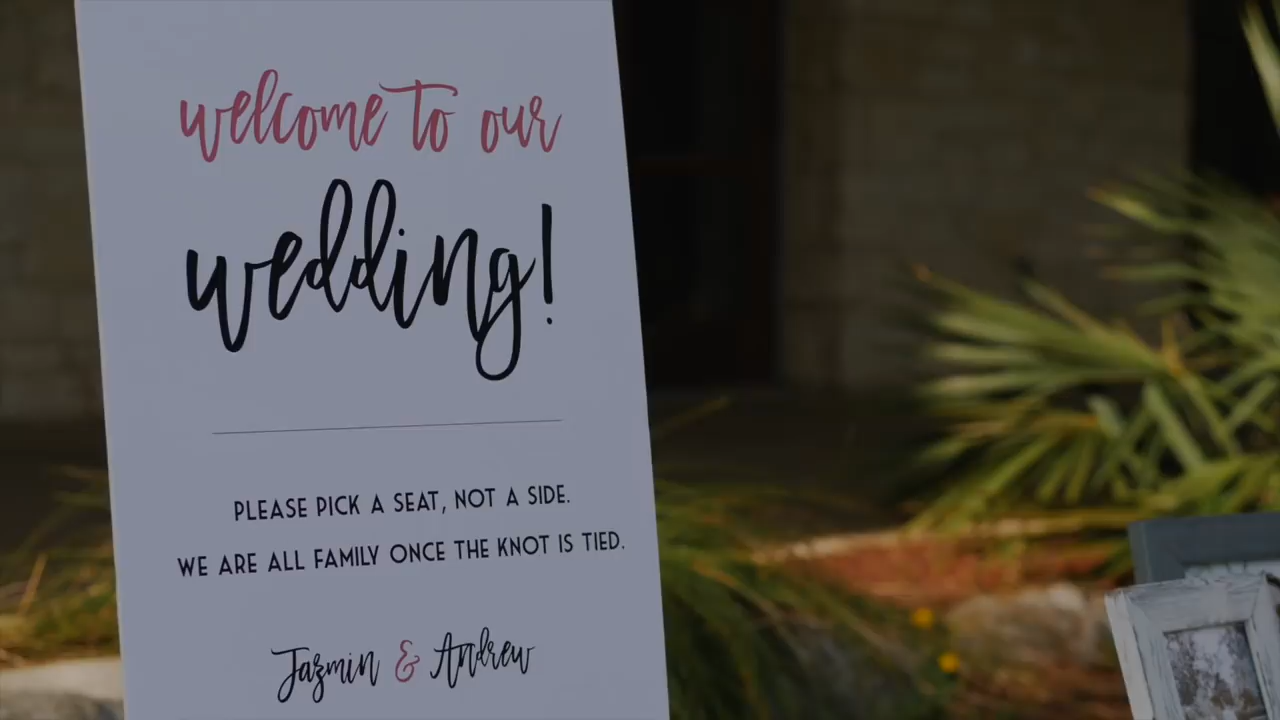 welcome to our
wedding!
PLEASE PICK A SEAT, NOT A SIDE.
WE ARE ALL FAMILY ONCE THE KNOT IS TIED.
Jazmin & Andrew